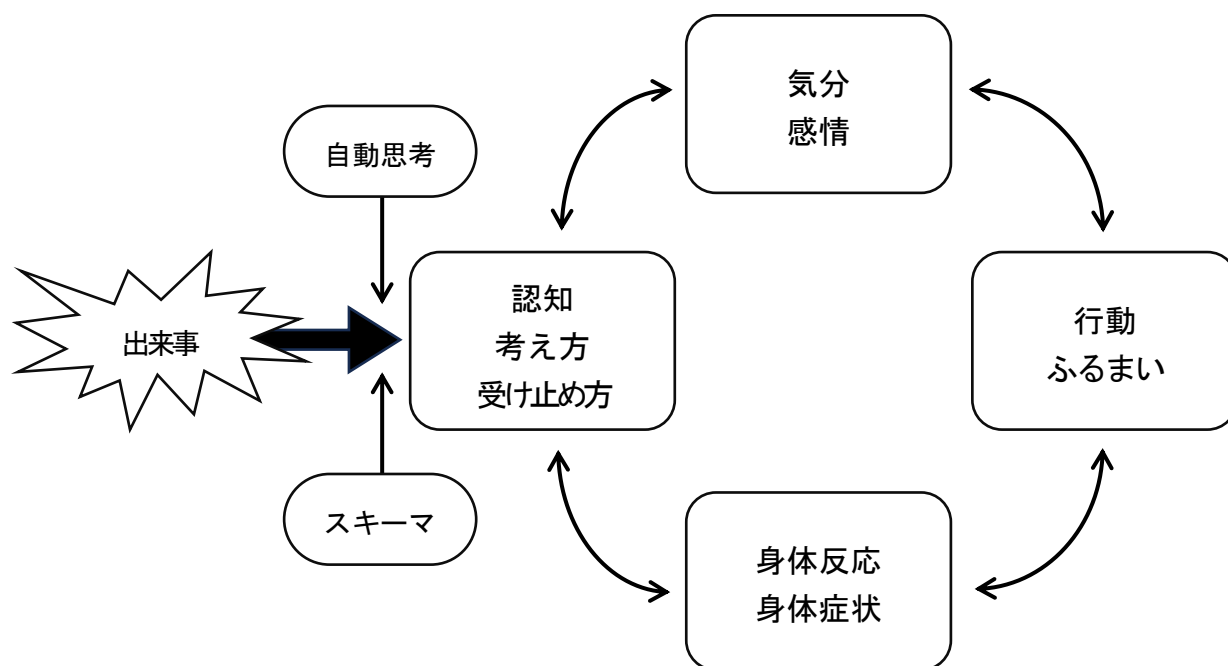 気分
感情
自動思考
出来事
認知
考え方
受け止め方
行動
ふるまい
スキーマ
身体反応
身体症状